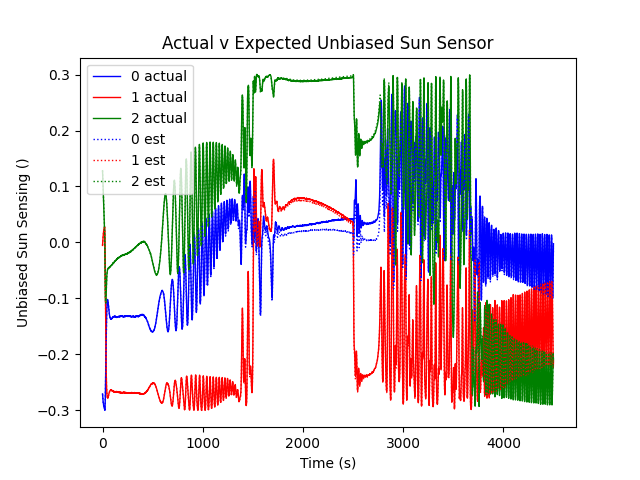 Actual v Expected Unbiased Sun Sensor
0.3
0.2
0.1
0.0
−0.1
−0.2
−0.3
Unbiased Sun Sensing ()
0 actual
1 actual
2 actual
0 est
1 est
2 est
0
1000
2000
3000
4000
Time (s)